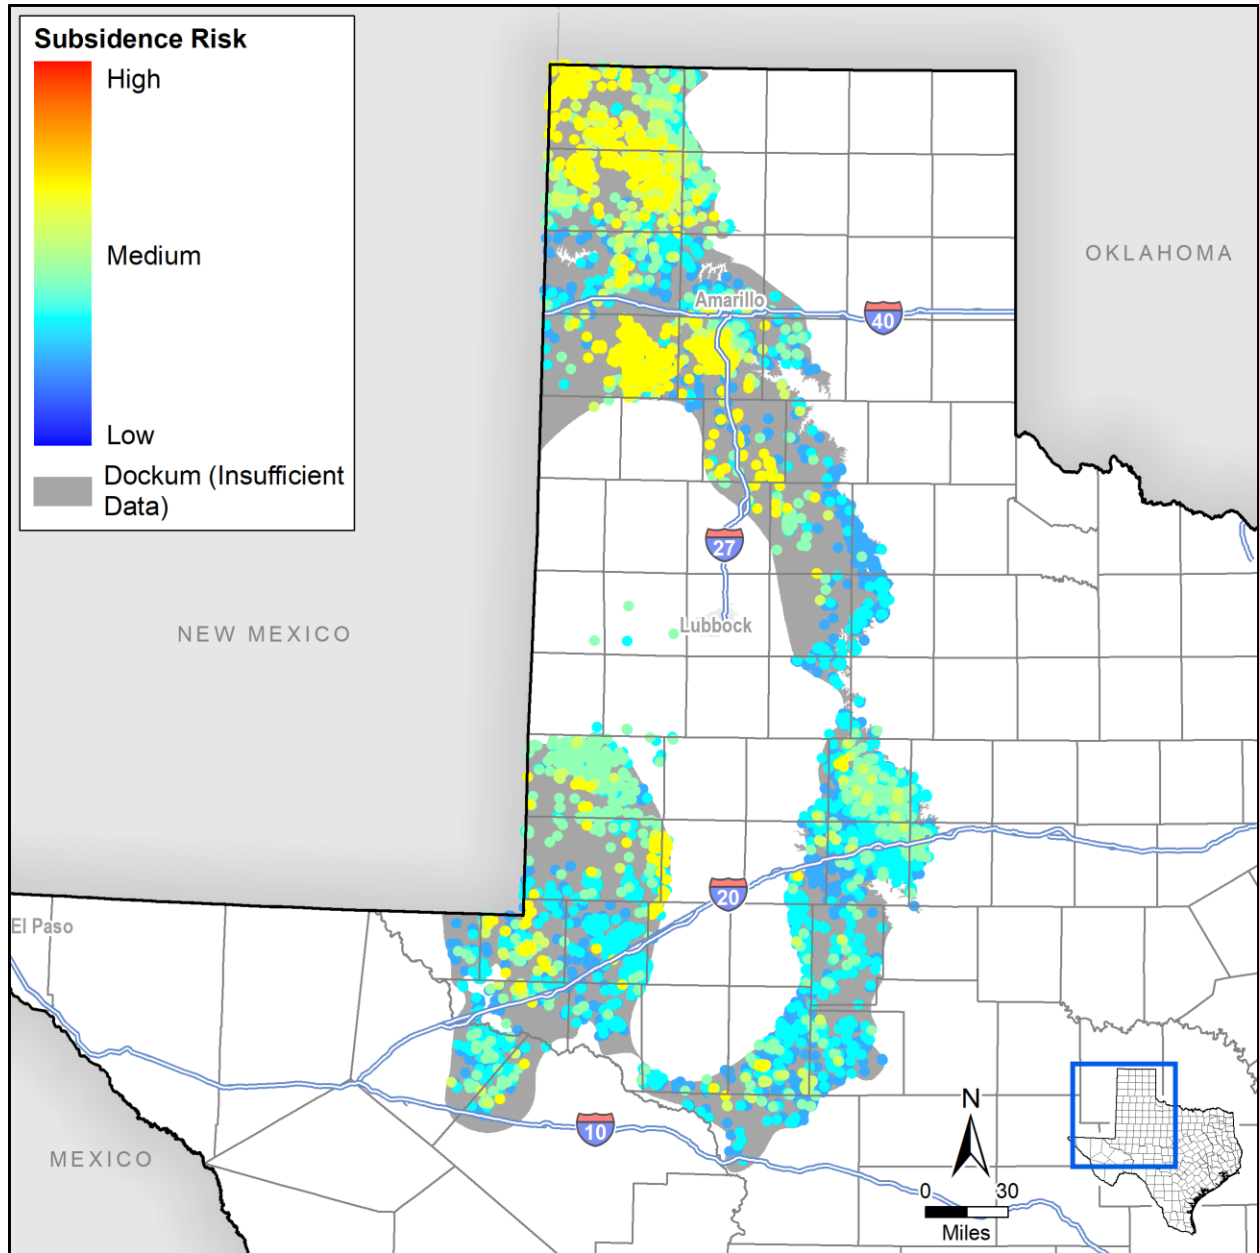 Subsidence Risk
High
Medium
Low
Dockum (Insufficient
Data)
OKLAHOMA
Amarillo
40
27
Lubbock
NEW MEXICO
20
El Paso
10
MEXICO
N
0 30
Miles